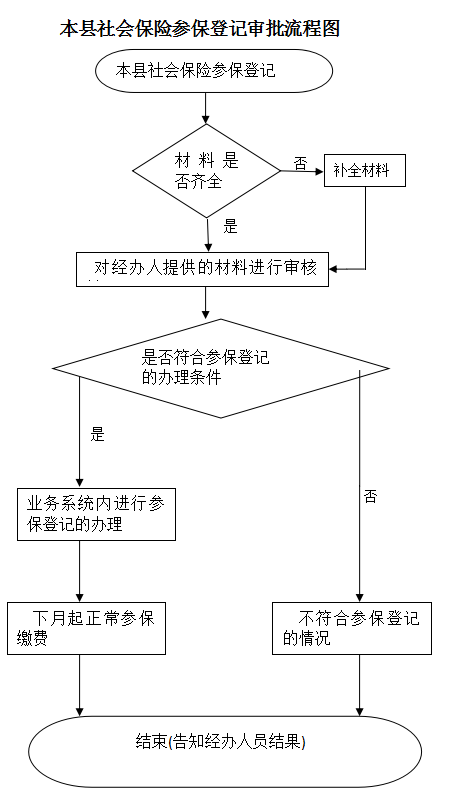 本县社会保险参保登记审批流程图
本县社会保险参保登记
材料是
否齐全
否
补全材料
是
对经办人提供的材料进行审核
是否符合参保登记
的办理条件
是
否
业务系统内进行参
保登记的办理
下月起正常参保
缴费
不符合参保登记
的情况
结束(告知经办人员结果)